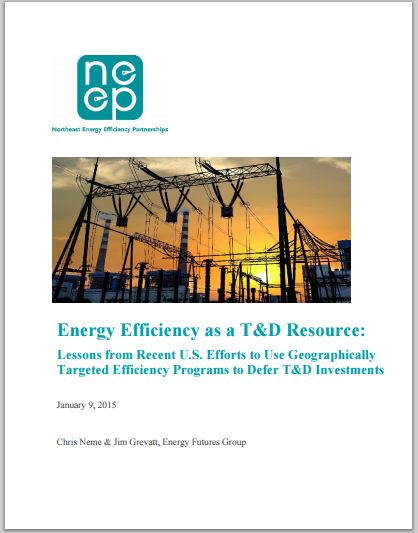 ne
ep
Northeast Energy Efficiency Partnerships
Energy Efficiency as a T&D Resource:
Lessons from Recent U.S. Efforts to Use Geographically
Targeted Efficiency Programs to Defer T&D Investments
January 9, 2015
Chris Neme & Jim Grevatt, Energy Futures Group